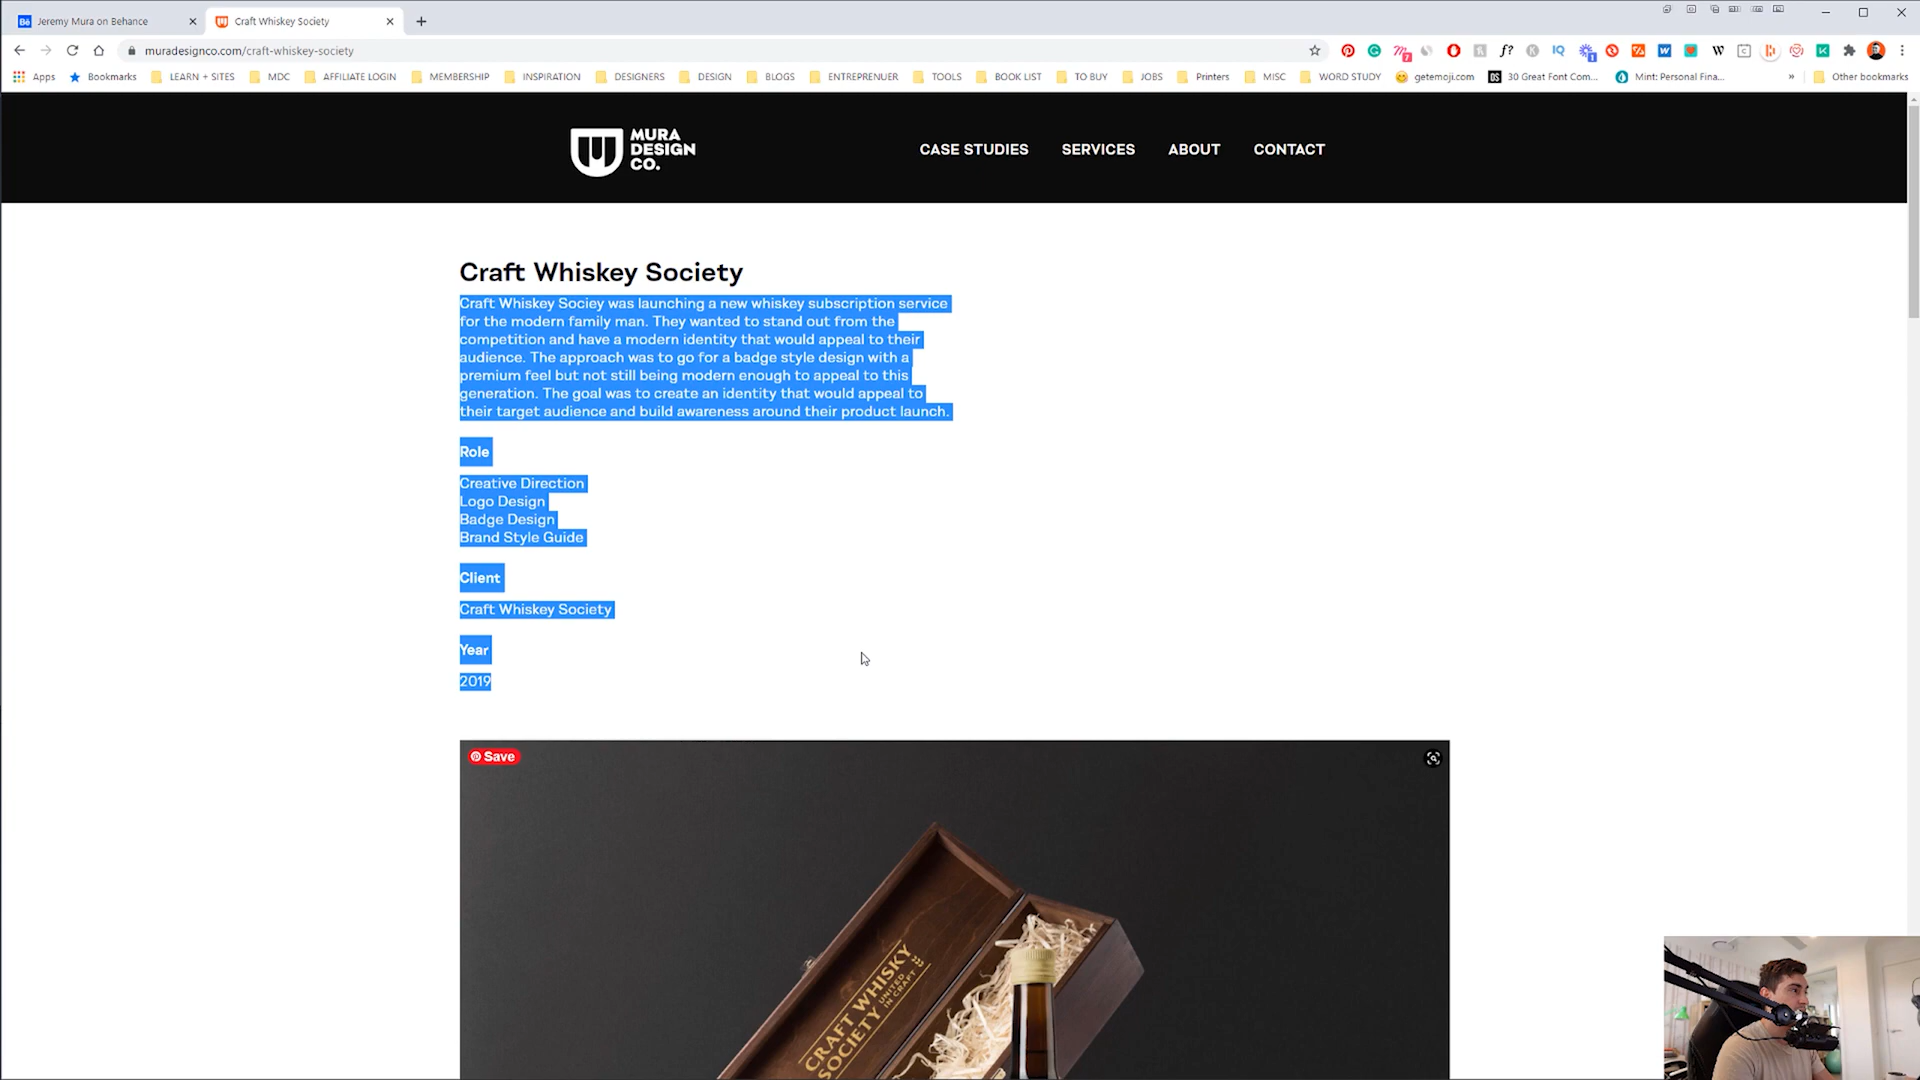 Jeremy Mura on Behance
Craft Whiskey Society
muradesignco.com/craft-whiskey-society
Apps
Bookmarks
LEARN + SITES
MDC
AFFILIATE LOGIN
MEMBERSHIP
INSPIRATION
DESIGNERS
DESIGN
BLOGS
ENTREPRENUER
TOOLS
BOOK LIST
TO BUY
JOBS
Printers
MISC
WORD STUDY
getemoji.com
30 Great Font Com...
Mint: Personal Fina...
Other bookmarks
MURA
DESIGN
CO.
CASE STUDIES
SERVICES
ABOUT
CONTACT
Craft Whiskey Society
Craft Whiskey Sociey was launching a new whiskey subscription service
for the modern family man. They wanted to stand out from the
competition and have a modern identity that would appeal to their
audience. The approach was to go for a badge style design with a
premium feel but not still being modern enough to appeal to this
generation. The goal was to create an identity that would appeal to
their target audience and build awareness around their product launch.
Role
Creative Direction
Logo Design
Badge Design
Brand Style Guide
Client
Craft Whiskey Society
Year
2019
Save
CRAFT WHISKY
SOCIETY
UNITED
IN CRAFT